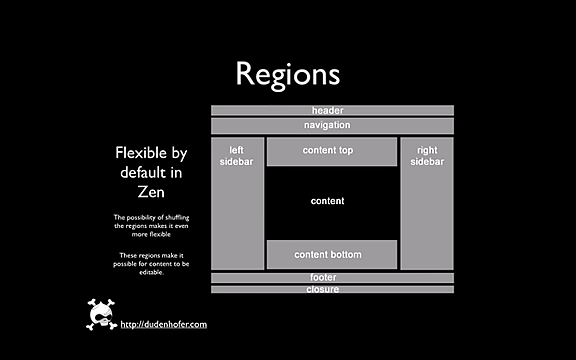 Regions
header
navigation
left
sidebar
content top
right
sidebar
content
content bottom
footer
closure
Flexible by
default in
Zen
The possibility of shuffling
the regions makes it even
more flexible
These regions make it
possible for content to be
editable.
http://dudenhofer.com